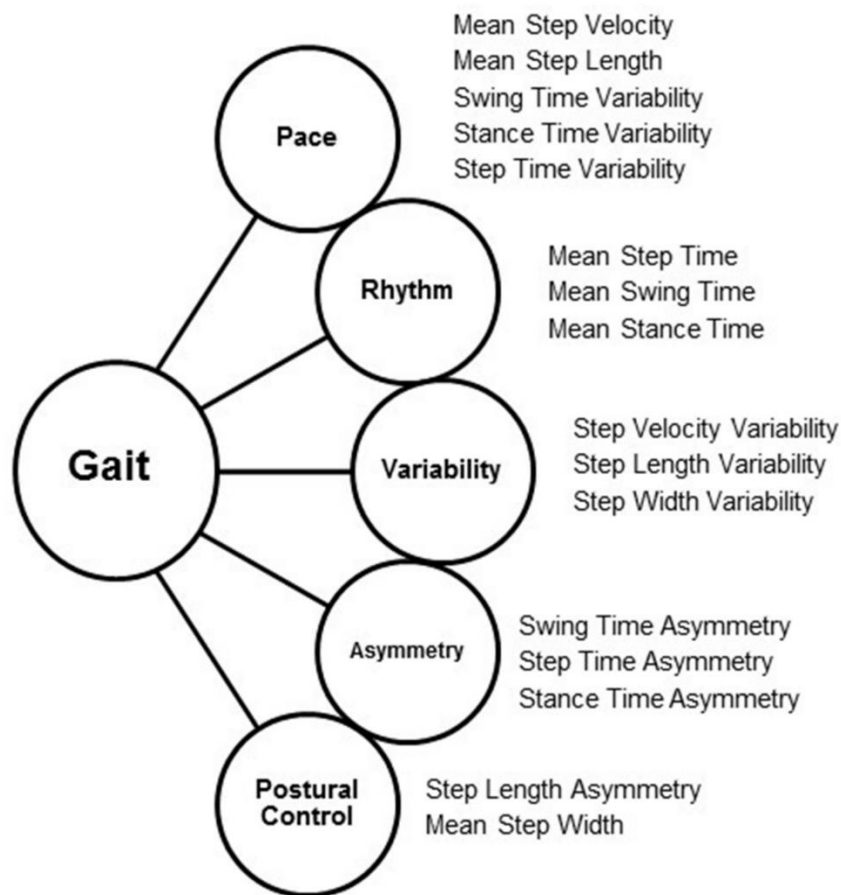 Mean Step Velocity
Mean Step Length
Swing Time Variability
Stance Time Variability
Step Time Variability
Pace
Mean Step Time
Mean Swing Time
Mean Stance Time
Rhythm
Step Velocity Variability
Step Length Variability
Step Width Variability
Gait
Variability
Swing Time Asymmetry
Step Time Asymmetry
Stance Time Asymmetry
Asymmetry
Postural
Control
Step Length Asymmetry
Mean Step Width